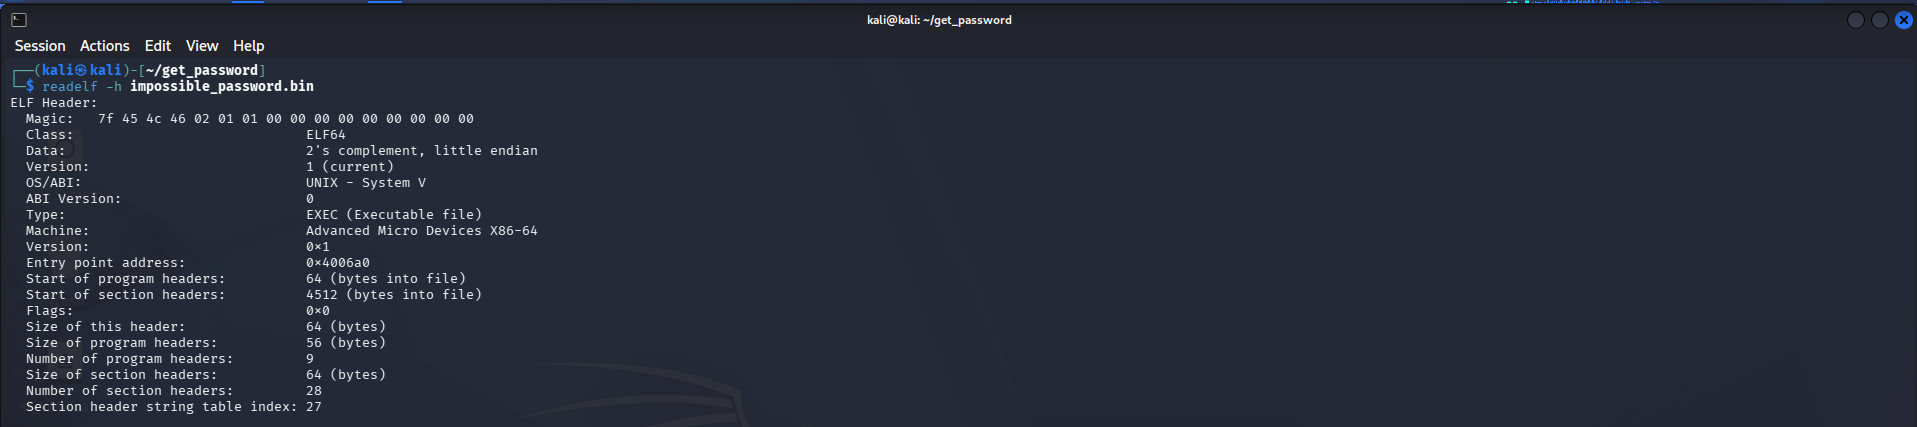 kali@kali: ~/get_password
Session Actions Edit View Help
┌──(kali㉿kali)-[~/get_password]
└─$ readelf -h impossible_password.bin
ELF Header:
  Magic:   7f 45 4c 46 02 01 01 00 00 00 00 00 00 00 00 00
  Class:                             ELF64
  Data:                              2's complement, little endian
  Version:                           1 (current)
  OS/ABI:                            UNIX - System V
  ABI Version:                       0
  Type:                              EXEC (Executable file)
  Machine:                           Advanced Micro Devices X86-64
  Version:                           0×1
  Entry point address:               0×4006a0
  Start of program headers:          64 (bytes into file)
  Start of section headers:          4512 (bytes into file)
  Flags:                             0×0
  Size of this header:               64 (bytes)
  Size of program headers:           56 (bytes)
  Number of program headers:         9
  Size of section headers:           64 (bytes)
  Number of section headers:         28
  Section header string table index: 27